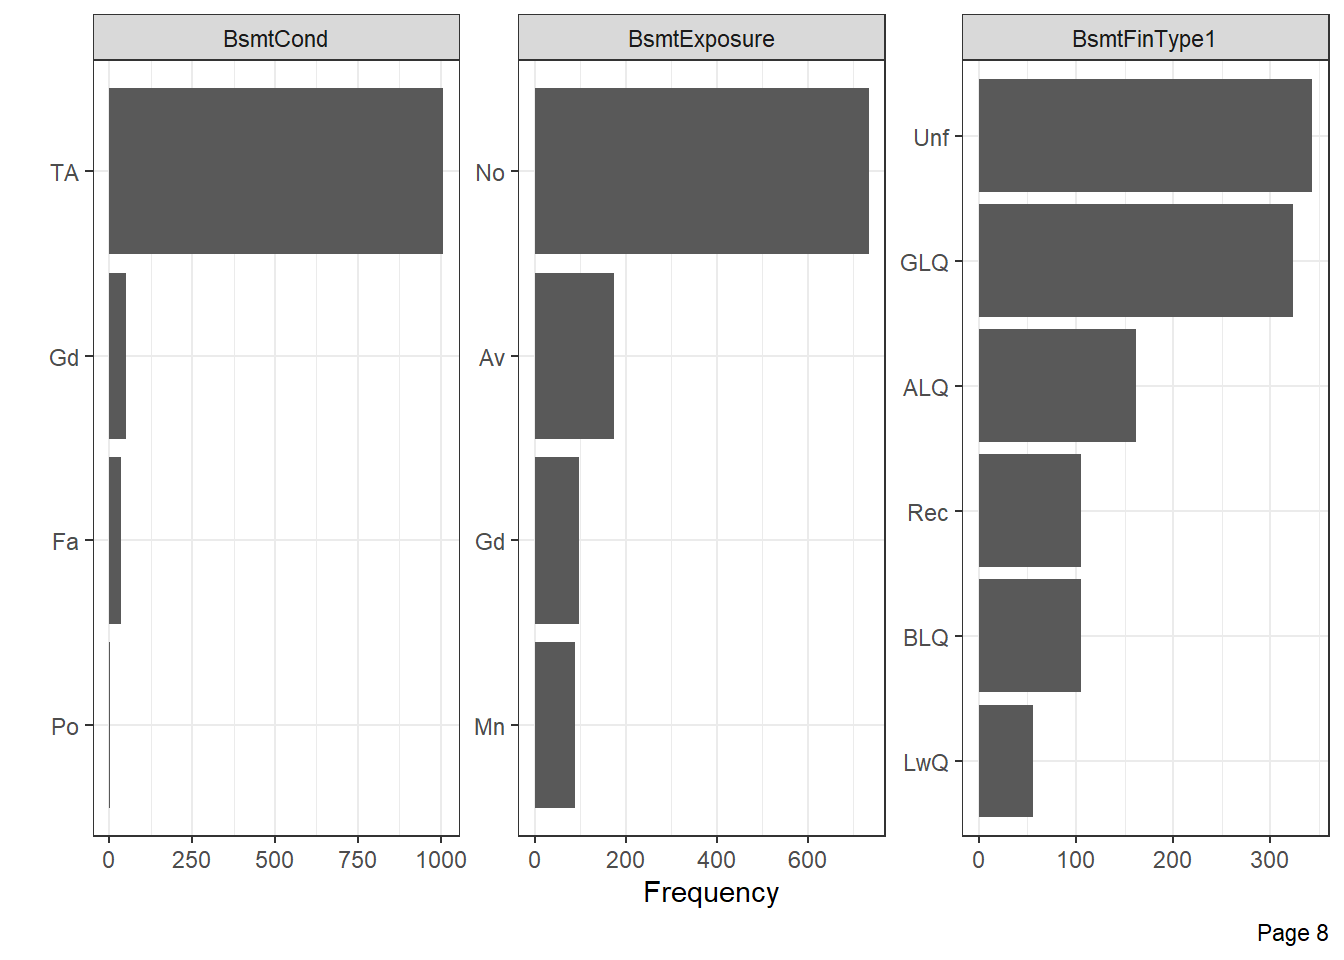 BsmtCond
BsmtExposure
BsmtFinType1
TA
Gd
Fa
Po
0 250 500 750 1000
No
Av
Gd
Mn
0 200 400 600
Unf
GLQ
ALQ
Rec
BLQ
LwQ
0 100 200 300
Frequency
Page 8